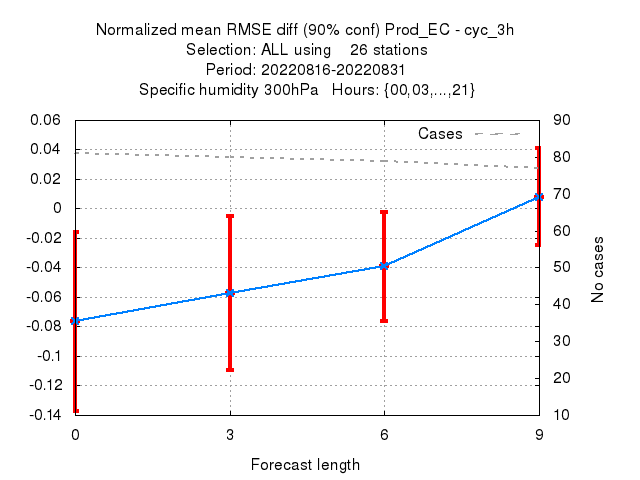 Normalized mean RMSE diff (90% conf) Prod_EC - cyc_3h
Selection: ALL using    26 stations
Period: 20220816-20220831
Specific humidity 300hPa   Hours: {00,03,...,21}
Cases
0.06
0.04
0.02
0
-0.02
-0.04
-0.06
-0.08
-0.1
-0.12
-0.14
90
80
70
60
50
40
30
20
10
No cases
0 3 6 9
Forecast length